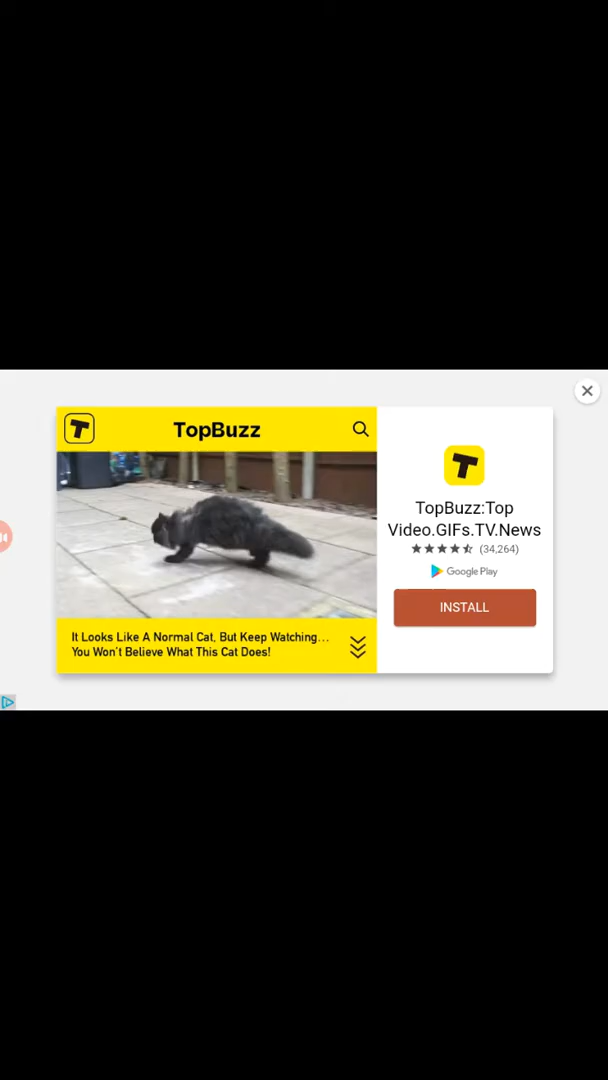 TopBuzz
It Looks Like A Normal Cat, But Keep Watching...
You Won't Believe What This Cat Does!
T
TopBuzz:Top
Video.GIFs.TV.News
(34,264)
Google Play
INSTALL